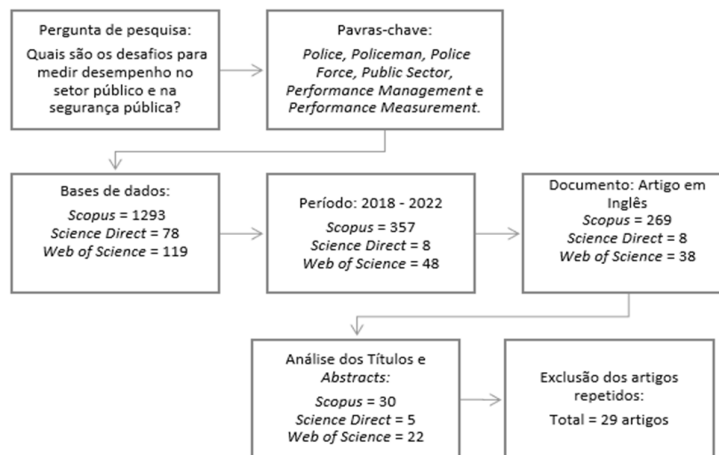 Pergunta de pesquisa:
Quais são os desafios para
medir desempenho no
setor público e na
segurança pública?
Pavras-chave:
Police, Policeman, Police
Force, Public Sector,
Performance Management e
Performance Measurement.
Bases de dados:
Scopus = 1293
Science Direct = 78
Web of Science = 119
Período: 2018 - 2022
Scopus = 357
Science Direct = 8
Web of Science = 48
Documento: Artigo em
Inglês
Scopus = 269
Science Direct = 8
Web of Science = 38
Análise dos Títulos e
Abstracts:
Scopus = 30
Science Direct = 5
Web of Science = 22
Exclusão dos artigos
repetidos:
Total = 29 artigos